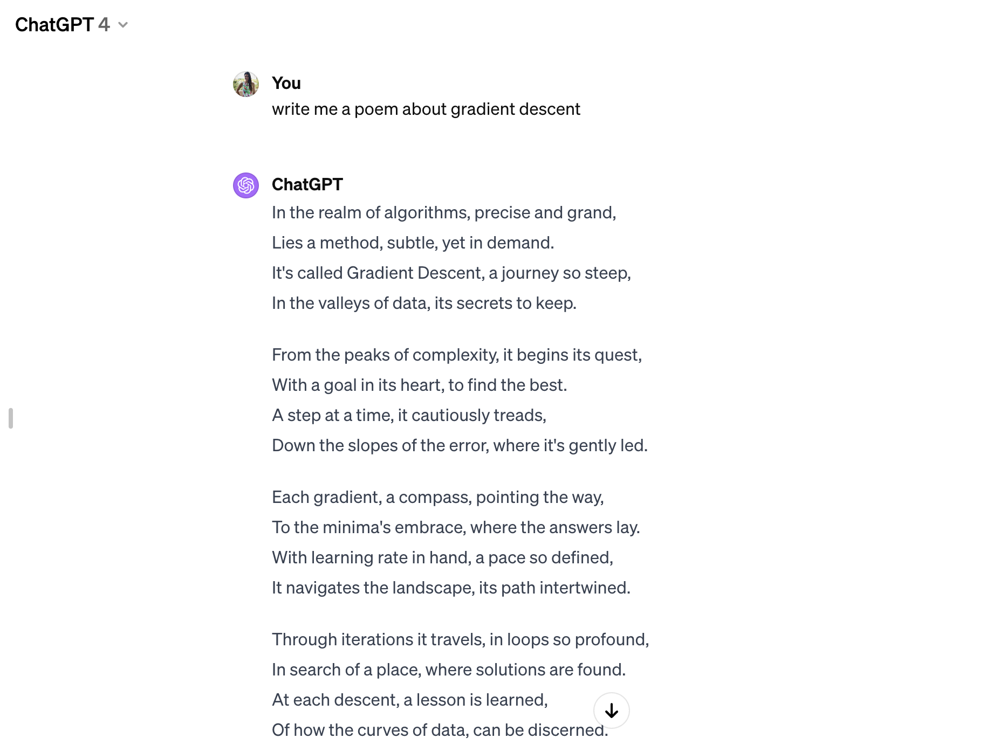 ChatGPT 4
You
write me a poem about gradient descent
ChatGPT
In the realm of algorithms, precise and grand,
Lies a method, subtle, yet in demand.
It's called Gradient Descent, a journey so steep,
In the valleys of data, its secrets to keep.
From the peaks of complexity, it begins its quest,
With a goal in its heart, to find the best.
A step at a time, it cautiously treads,
Down the slopes of the error, where it's gently led.
Each gradient, a compass, pointing the way,
To the minima's embrace, where the answers lay.
With learning rate in hand, a pace so defined,
It navigates the landscape, its path intertwined.
Through iterations it travels, in loops so profound,
In search of a place, where solutions are found.
At each descent, a lesson is learned,
Of how the curves of data, can be discerned.